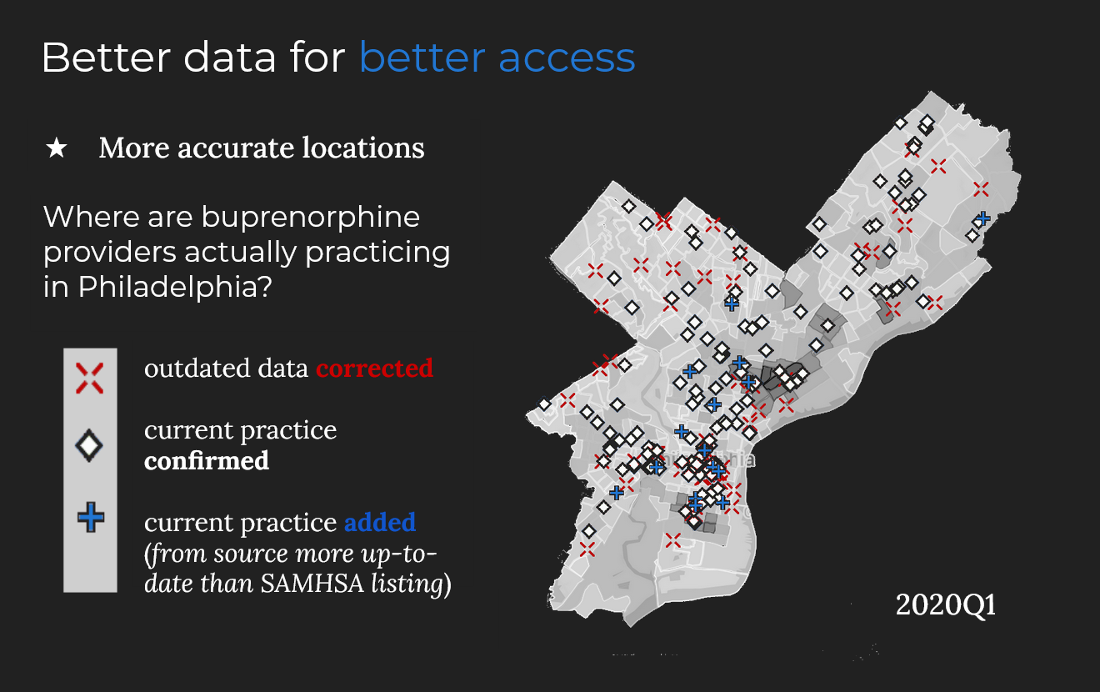 Better data for better access
★ More accurate locations
Where are buprenorphine
providers actually practicing
in Philadelphia?
outdated data corrected
current practice
confirmed
current practice added
(from source more up-to-
date than SAMHSA listing)
2020Q1